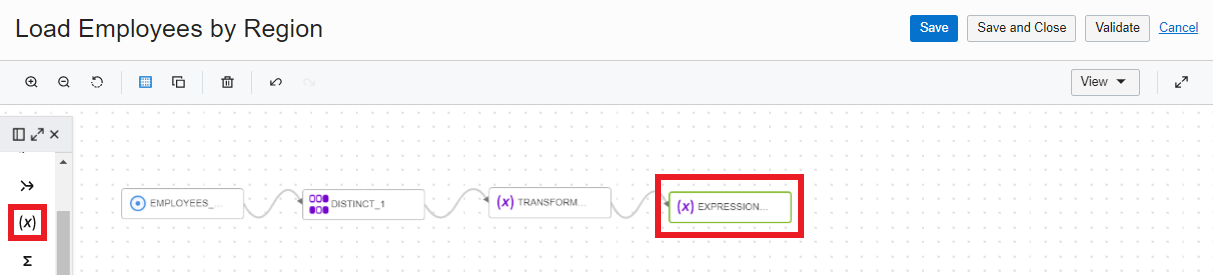 Load Employees by Region
Save
Save and Close
Validate
Cancel
View
(x)
Σ
EMPLOYEES_...
DISTINCT_1
(x) TRANSFORM...
(x) EXPRESSION...